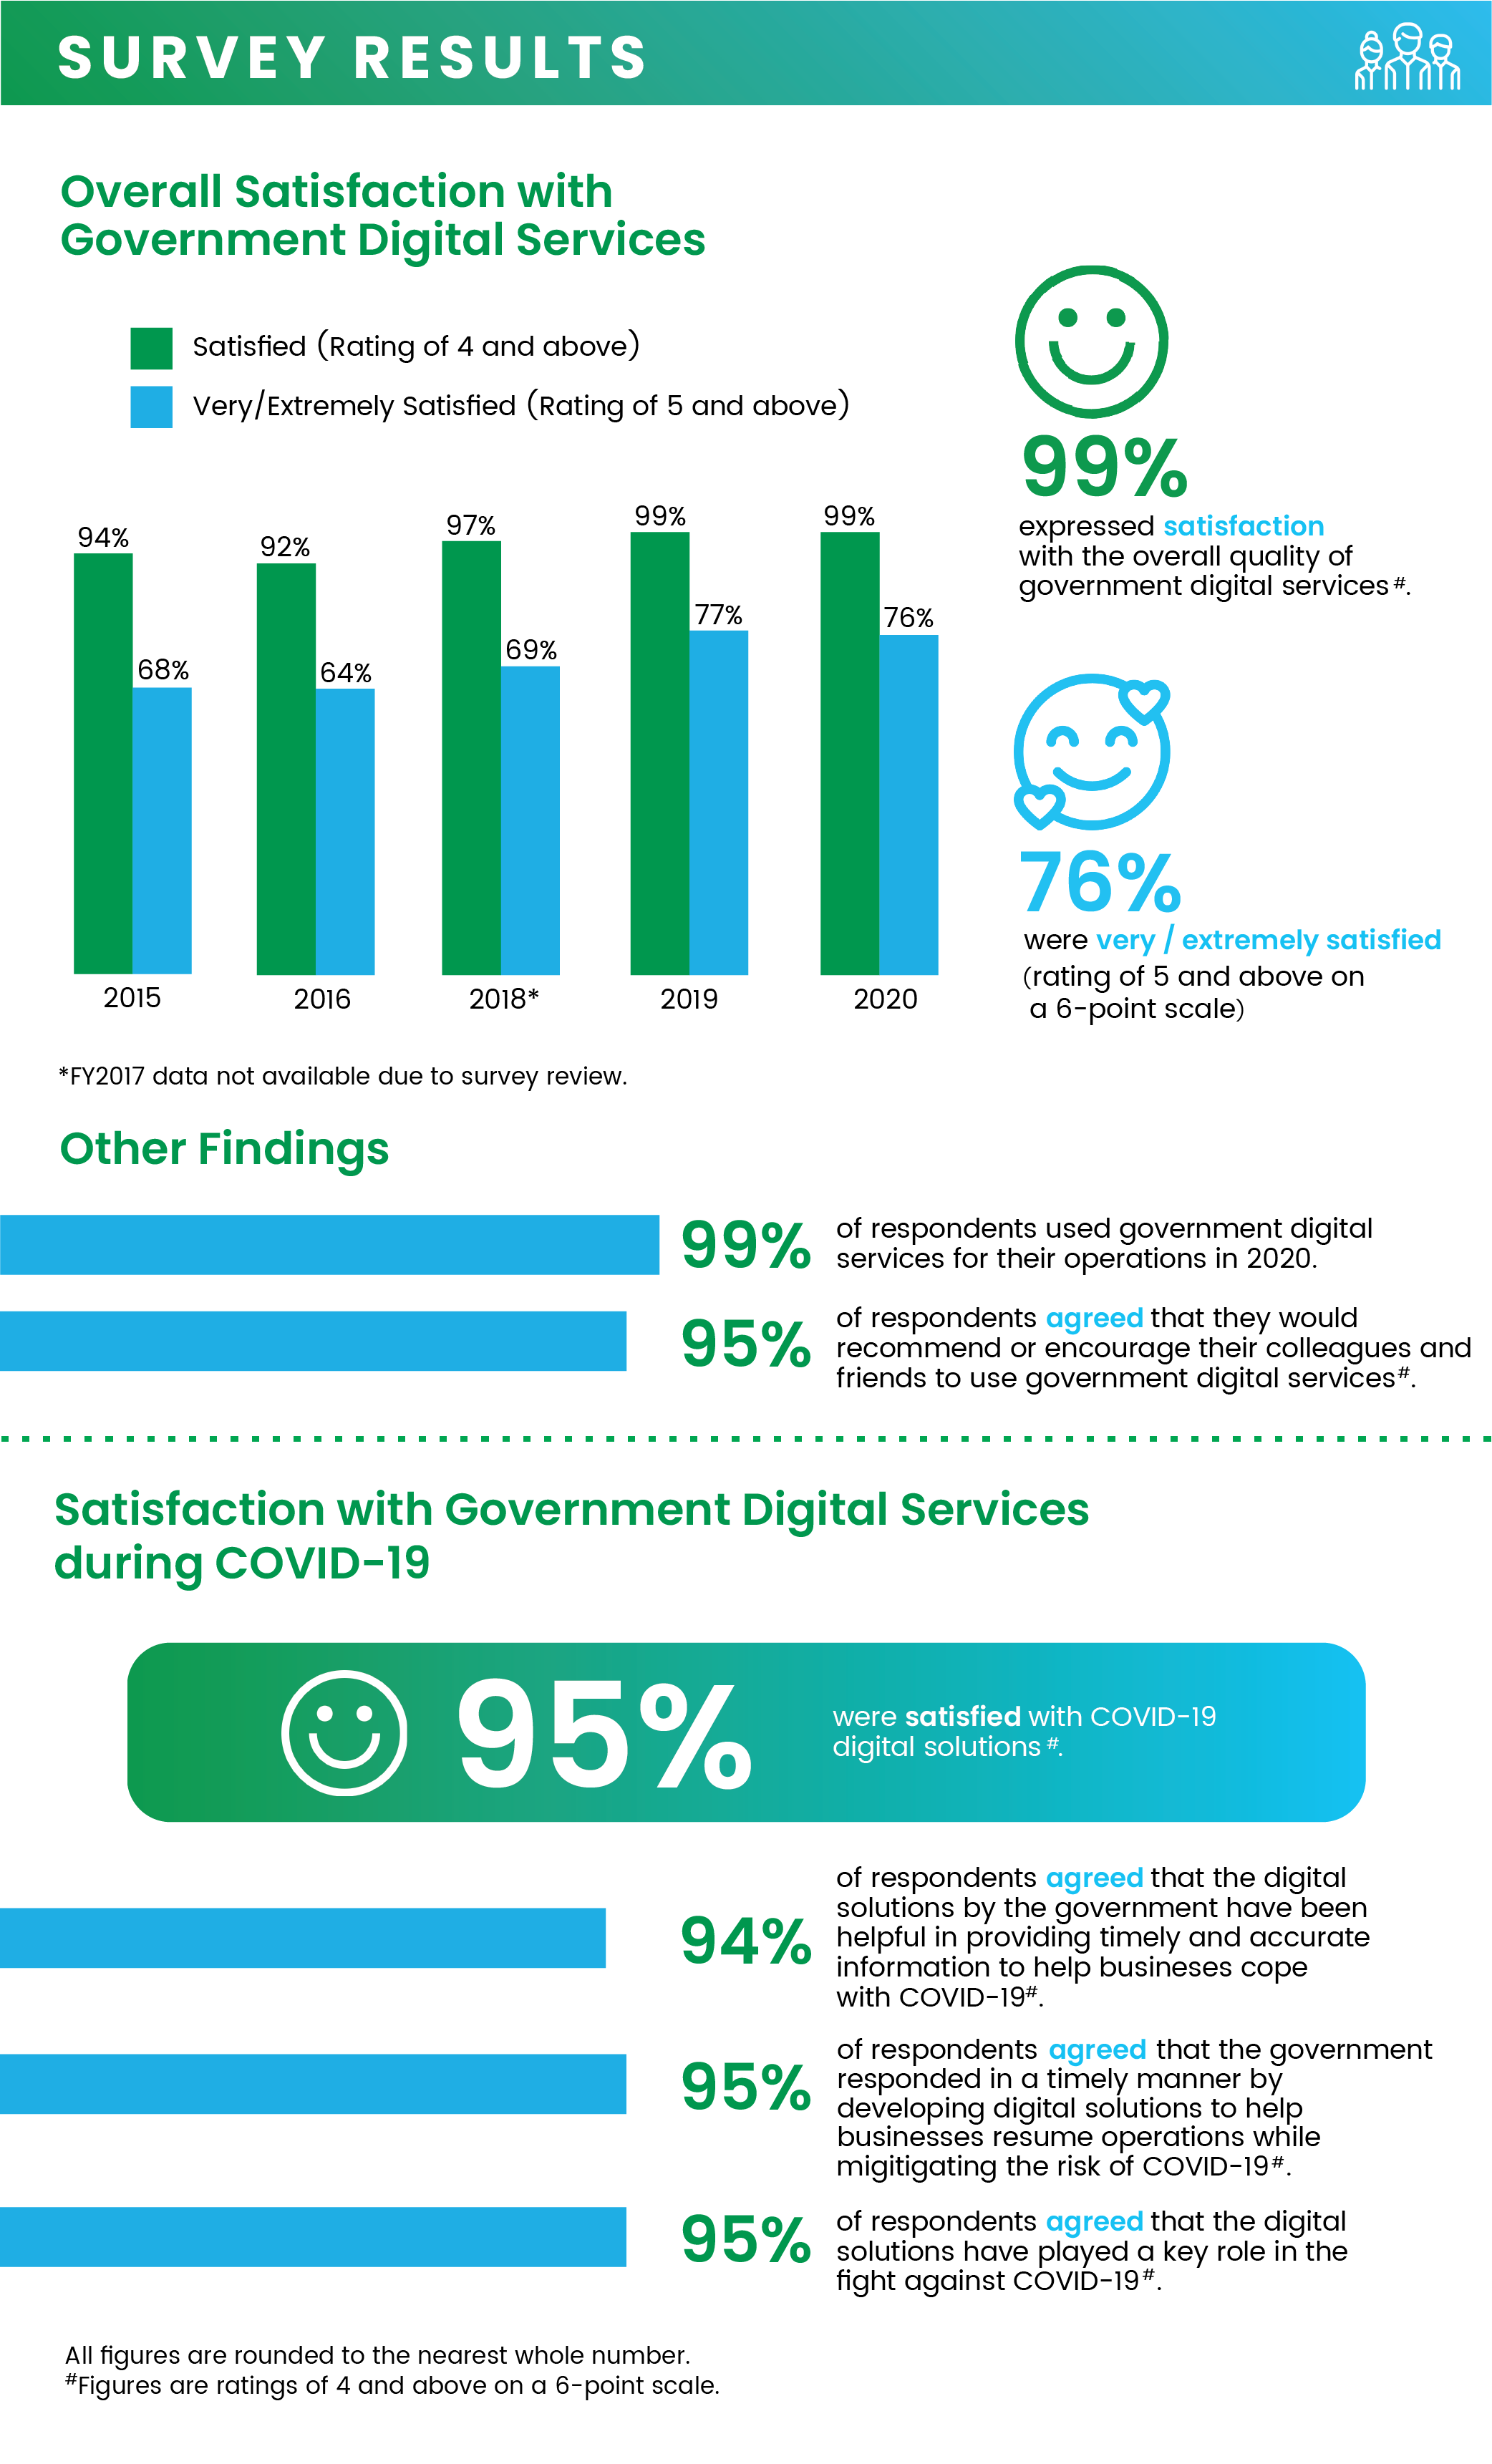 SURVEY RESULTS
Overall Satisfaction with
Government Digital Services
Satisfied (Rating of 4 and above)
Very/Extremely Satisfied (Rating of 5 and above)
94%
68%
92%
64%
97%
69%
99%
77%
99%
76%
2015
2016
2018*
2019
2020
*FY2017 data not available due to survey review.
99%
expressed satisfaction
with the overall quality of
government digital services#.
76%
were very / extremely satisfied
(rating of 5 and above on
a 6-point scale)
Other Findings
99%
of respondents used government digital
services for their operations in 2020.
95%
of respondents agreed that they would
recommend or encourage their colleagues and
friends to use government digital services#.
Satisfaction with Government Digital Services
during COVID-19
95%
were satisfied with COVID-19
digital solutions #.
94%
of respondents agreed that the digital
solutions by the government have been
helpful in providing timely and accurate
information to help busineses cope
with COVID-19#.
95%
of respondents agreed that the government
responded in a timely manner by
developing digital solutions to help
businesses resume operations while
migitigating the risk of COVID-19#.
95%
of respondents agreed that the digital
solutions have played a key role in the
fight against COVID-19#.
All figures are rounded to the nearest whole number.
#Figures are ratings of 4 and above on a 6-point scale.